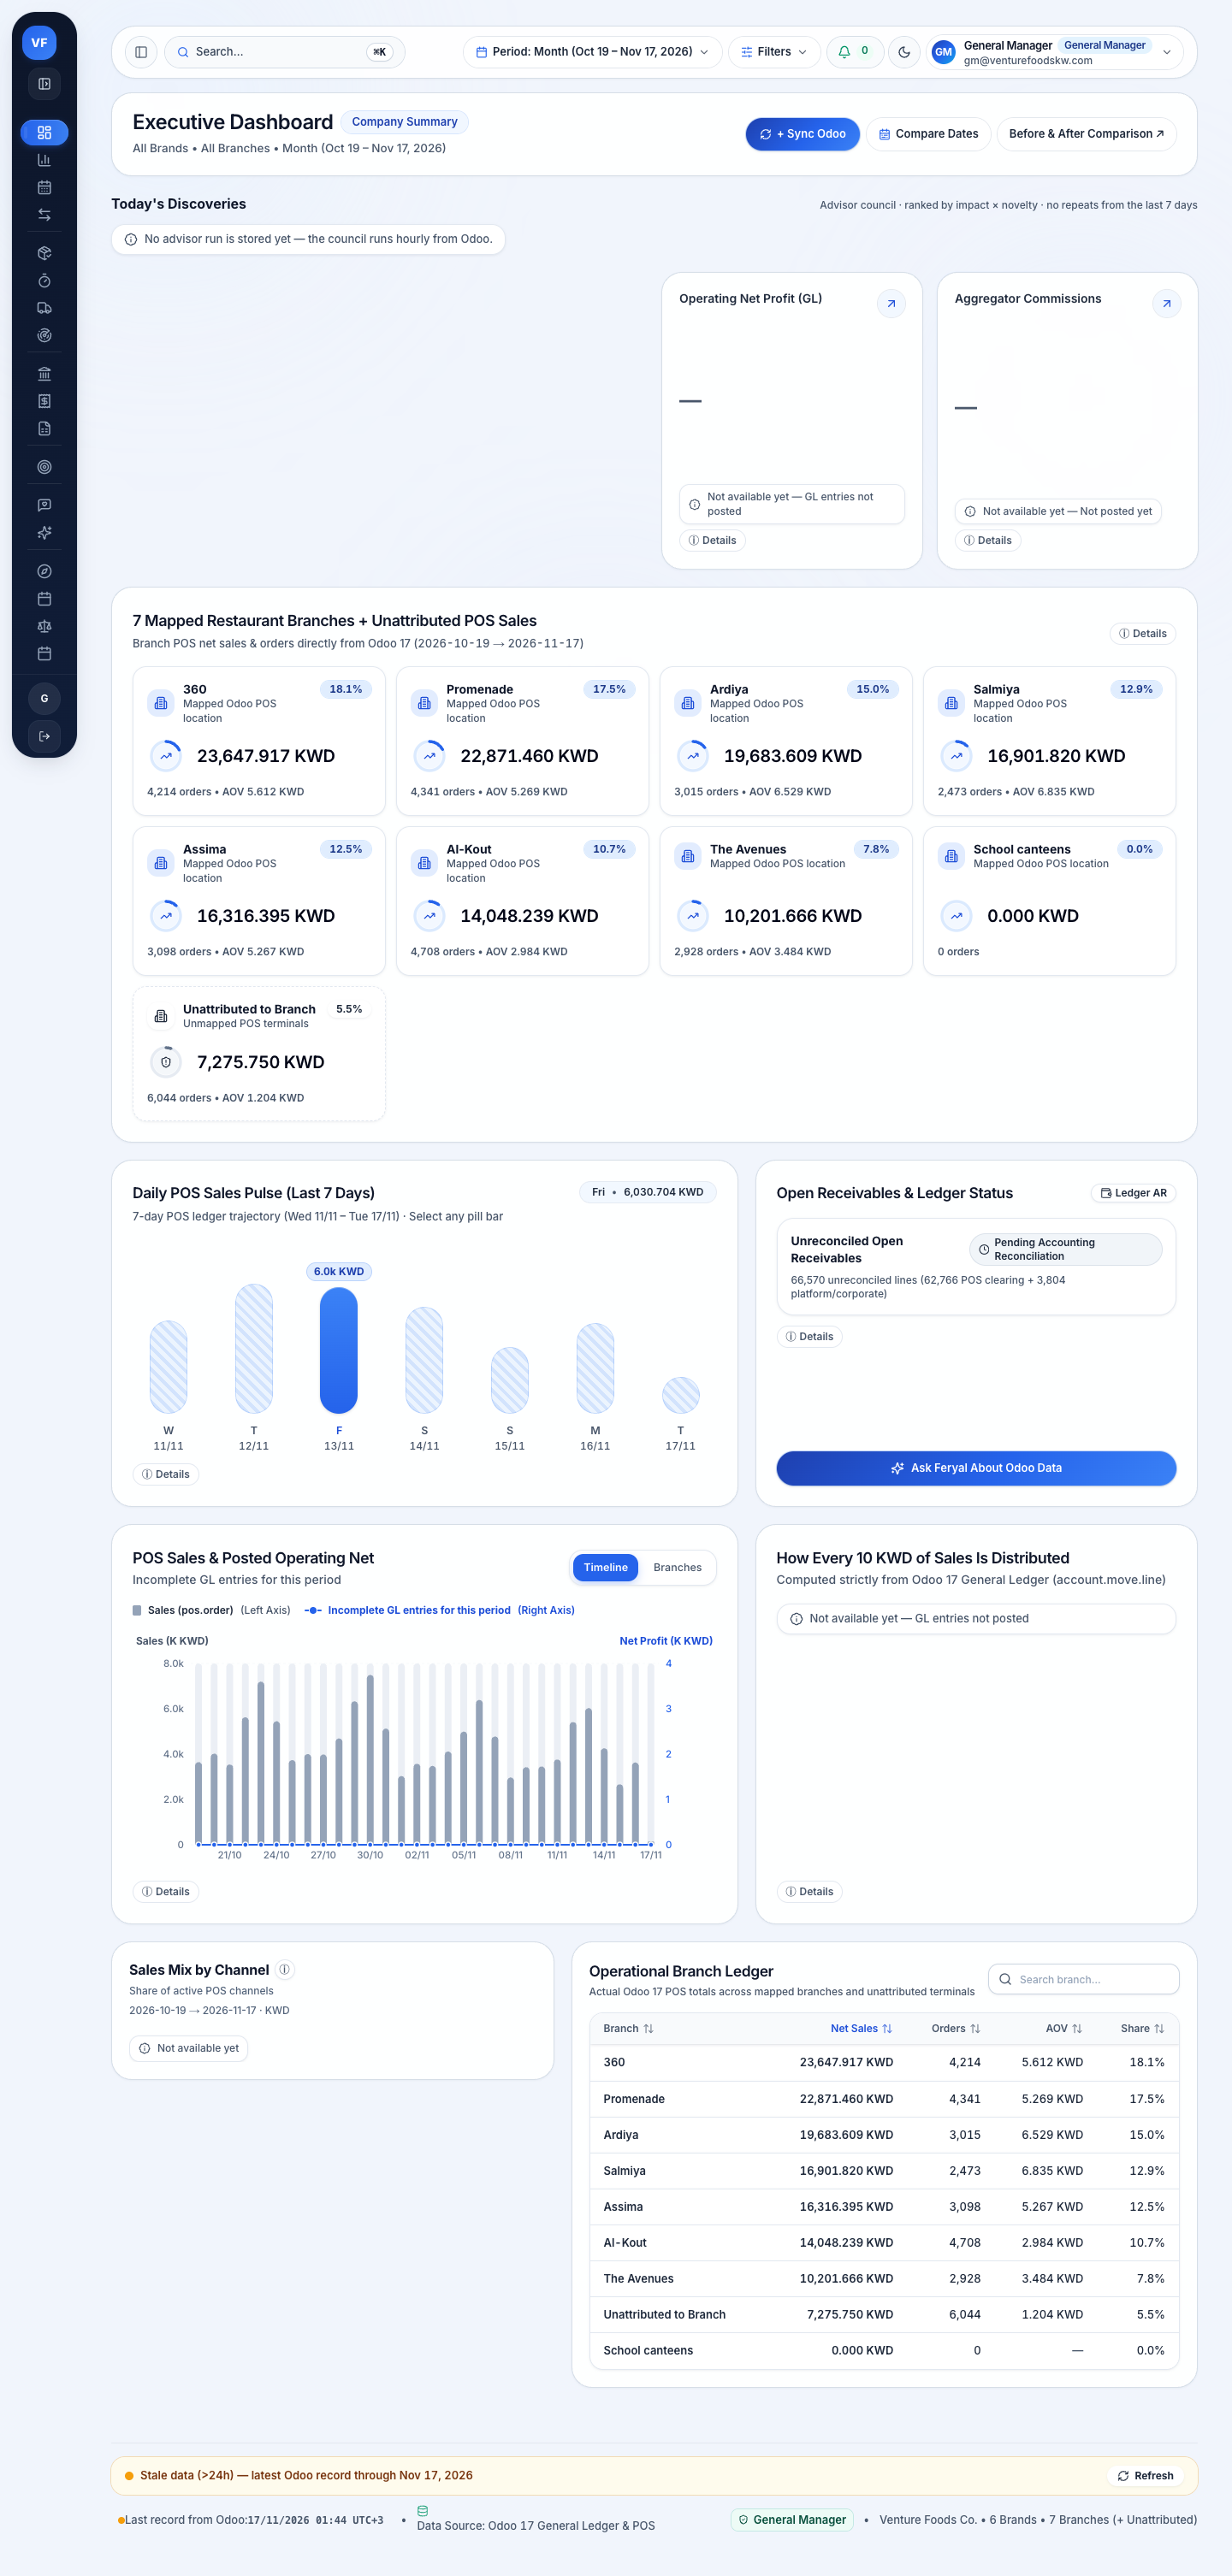 VF
Search...
⌘K
Period: Month (Oct 19 – Nov 17, 2026)
Filters
0
GM
General Manager
General Manager
gm@venturefoodskw.com
Executive Dashboard
Company Summary
All Brands • All Branches • Month (Oct 19 – Nov 17, 2026)
+ Sync Odoo
Compare Dates
Before & After Comparison ↗
Today's Discoveries
Advisor council · ranked by impact × novelty · no repeats from the last 7 days
No advisor run is stored yet — the council runs hourly from Odoo.
Operating Net Profit (GL)
—
Not available yet — GL entries not
posted
ⓘ Details
Aggregator Commissions
—
Not available yet — Not posted yet
ⓘ Details
7 Mapped Restaurant Branches + Unattributed POS Sales
Branch POS net sales & orders directly from Odoo 17 (2026-10-19 → 2026-11-17)
ⓘ Details
360
18.1%
Mapped Odoo POS
location
23,647.917 KWD
4,214 orders • AOV 5.612 KWD
Promenade
17.5%
Mapped Odoo POS
location
22,871.460 KWD
4,341 orders • AOV 5.269 KWD
Ardiya
15.0%
Mapped Odoo POS
location
19,683.609 KWD
3,015 orders • AOV 6.529 KWD
Salmiya
12.9%
Mapped Odoo POS
location
16,901.820 KWD
2,473 orders • AOV 6.835 KWD
Assima
12.5%
Mapped Odoo POS
location
16,316.395 KWD
3,098 orders • AOV 5.267 KWD
Al-Kout
10.7%
Mapped Odoo POS
location
14,048.239 KWD
4,708 orders • AOV 2.984 KWD
The Avenues
7.8%
Mapped Odoo POS location
10,201.666 KWD
2,928 orders • AOV 3.484 KWD
School canteens
0.0%
Mapped Odoo POS location
0.000 KWD
0 orders
Unattributed to Branch
5.5%
Unmapped POS terminals
7,275.750 KWD
6,044 orders • AOV 1.204 KWD
G
Daily POS Sales Pulse (Last 7 Days)
Fri • 6,030.704 KWD
7-day POS ledger trajectory (Wed 11/11 – Tue 17/11) · Select any pill bar
6.0k KWD
W T F S S M T
11/11 12/11 13/11 14/11 15/11 16/11 17/11
ⓘ Details
Open Receivables & Ledger Status
Ledger AR
Unreconciled Open
Receivables
Pending Accounting
Reconciliation
66,570 unreconciled lines (62,766 POS clearing + 3,804
platform/corporate)
ⓘ Details
Ask Feryal About Odoo Data
POS Sales & Posted Operating Net
Incomplete GL entries for this period
Timeline
Branches
Sales (pos.order) (Left Axis)
Incomplete GL entries for this period (Right Axis)
Sales (K KWD)
Net Profit (K KWD)
8.0k 4
6.0k 3
4.0k 2
2.0k 1
0 0
21/10 24/10 27/10 30/10 02/11 05/11 08/11 11/11 14/11 17/11
ⓘ Details
How Every 10 KWD of Sales Is Distributed
Computed strictly from Odoo 17 General Ledger (account.move.line)
Not available yet — GL entries not posted
ⓘ Details
Sales Mix by Channel ⓘ
Share of active POS channels
2026-10-19 → 2026-11-17 · KWD
Not available yet
Operational Branch Ledger
Actual Odoo 17 POS totals across mapped branches and unattributed terminals
Search branch...
Branch Net Sales Orders AOV Share
360 23,647.917 KWD 4,214 5.612 KWD 18.1%
Promenade 22,871.460 KWD 4,341 5.269 KWD 17.5%
Ardiya 19,683.609 KWD 3,015 6.529 KWD 15.0%
Salmiya 16,901.820 KWD 2,473 6.835 KWD 12.9%
Assima 16,316.395 KWD 3,098 5.267 KWD 12.5%
Al-Kout 14,048.239 KWD 4,708 2.984 KWD 10.7%
The Avenues 10,201.666 KWD 2,928 3.484 KWD 7.8%
Unattributed to Branch 7,275.750 KWD 6,044 1.204 KWD 5.5%
School canteens 0.000 KWD 0 — 0.0%
Stale data (>24h) — latest Odoo record through Nov 17, 2026
Refresh
Last record from Odoo:17/11/2026 01:44 UTC+3 •
Data Source: Odoo 17 General Ledger & POS
General Manager • Venture Foods Co. • 6 Brands • 7 Branches (+ Unattributed)